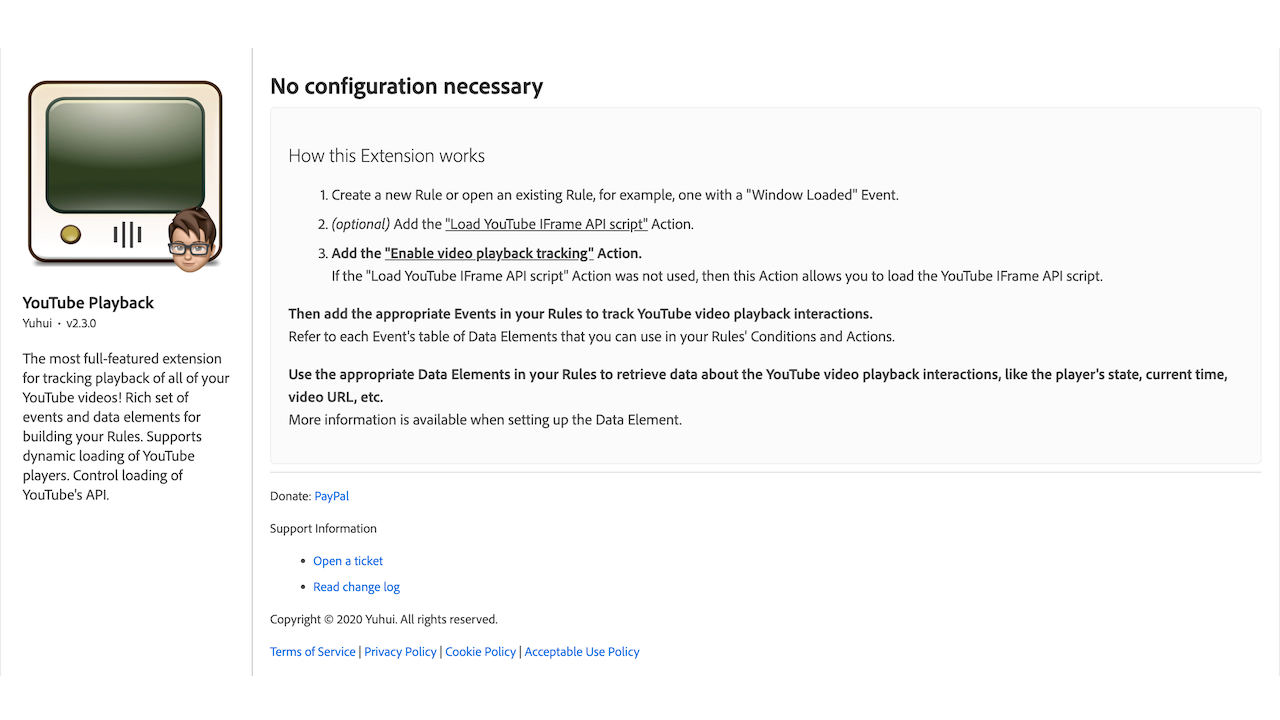 YouTube Playback
Yuhui · v2.3.0
The most full-featured extension
for tracking playback of all of your
YouTube videos! Rich set of
events and data elements for
building your Rules. Supports
dynamic loading of YouTube
players. Control loading of
YouTube's API.
No configuration necessary
How this Extension works
1. Create a new Rule or open an existing Rule, for example, one with a "Window Loaded" Event.
2. (optional) Add the "Load YouTube IFrame API script" Action.
3. Add the "Enable video playback tracking" Action.
If the "Load YouTube IFrame API script" Action was not used, then this Action allows you to load the YouTube IFrame API script.
Then add the appropriate Events in your Rules to track YouTube video playback interactions.
Refer to each Event's table of Data Elements that you can use in your Rules' Conditions and Actions.
Use the appropriate Data Elements in your Rules to retrieve data about the YouTube video playback interactions, like the player's state, current time,
video URL, etc.
More information is available when setting up the Data Element.
Donate: PayPal
Support Information
• Open a ticket
• Read change log
Copyright © 2020 Yuhui. All rights reserved.
Terms of Service | Privacy Policy | Cookie Policy | Acceptable Use Policy